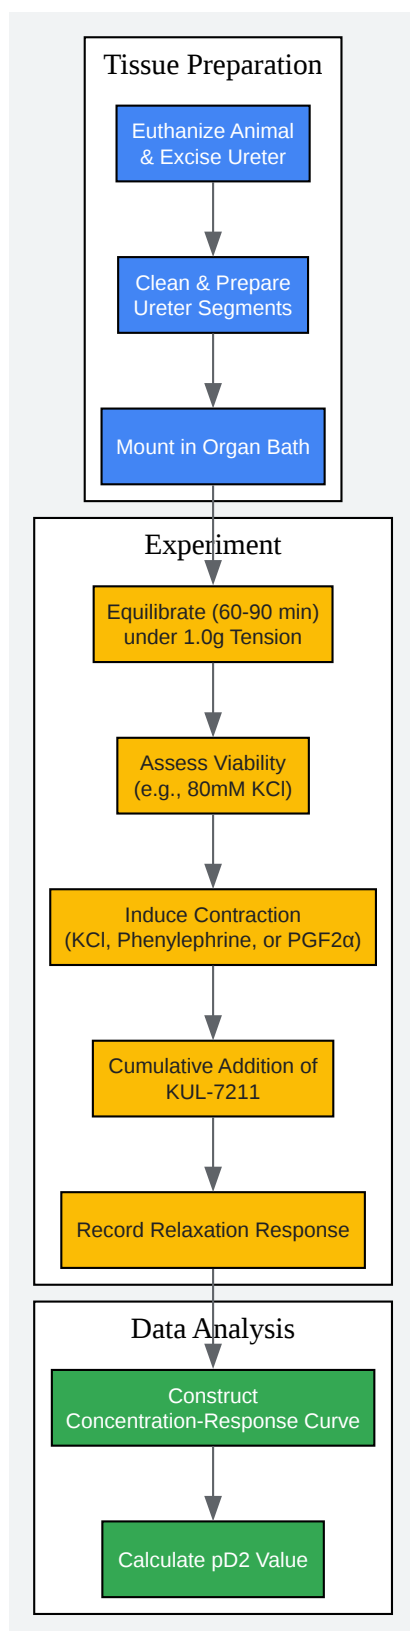 Tissue Preparation
Euthanize Animal
& Excise Ureter
Clean & Prepare
Ureter Segments
Mount in Organ Bath
Experiment
Equilibrate (60-90 min)
under 1.0g Tension
Assess Viability
(e.g., 80mM KCl)
Induce Contraction
(KCl, Phenylephrine, or PGF2α)
Cumulative Addition of
KUL-7211
Record Relaxation Response
Data Analysis
Construct
Concentration-Response Curve
Calculate pD2 Value